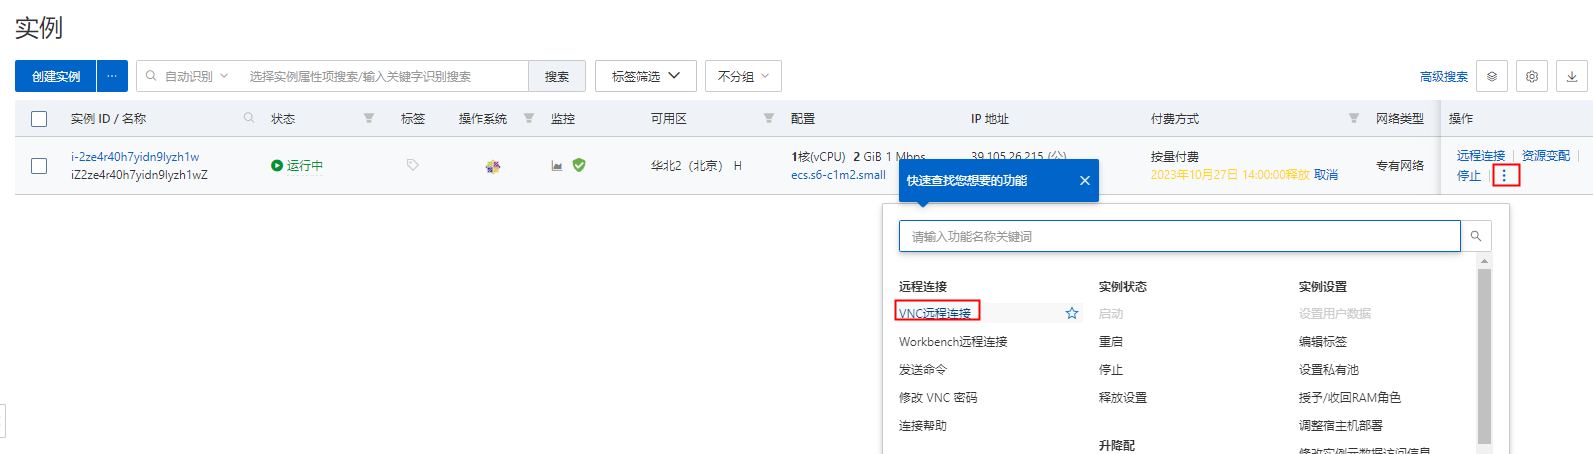 实例
创建实例 ··· 自动识别 选择实例属性项搜索/输入关键字识别搜索 搜索 标签筛选 不分组 高级搜索
实例 ID / 名称 状态 标签 操作系统 监控 可用区 配置 IP 地址 付费方式 网络类型 操作
i-2ze4r40h7yidn9lyzh1w
iZ2ze4r40h7yidn9lyzh1wZ
运行中
华北2（北京） H
1核(vCPU) 2 GiB 1 Mbps
ecs.s6-c1m2.small
39.105.26.215 (公)
按量付费
2023年10月27日 14:00:00释放 取消
专有网络
远程连接 | 资源变配 |
停止 |
快速查找您想要的功能
请输入功能名称关键词
远程连接
VNC远程连接
Workbench远程连接
发送命令
修改 VNC 密码
连接帮助
实例状态
启动
重启
停止
释放设置
升降配
实例设置
设置用户数据
编辑标签
设置私有池
授予/收回RAM角色
调整宿主机部署
修改实例元数据访问信息